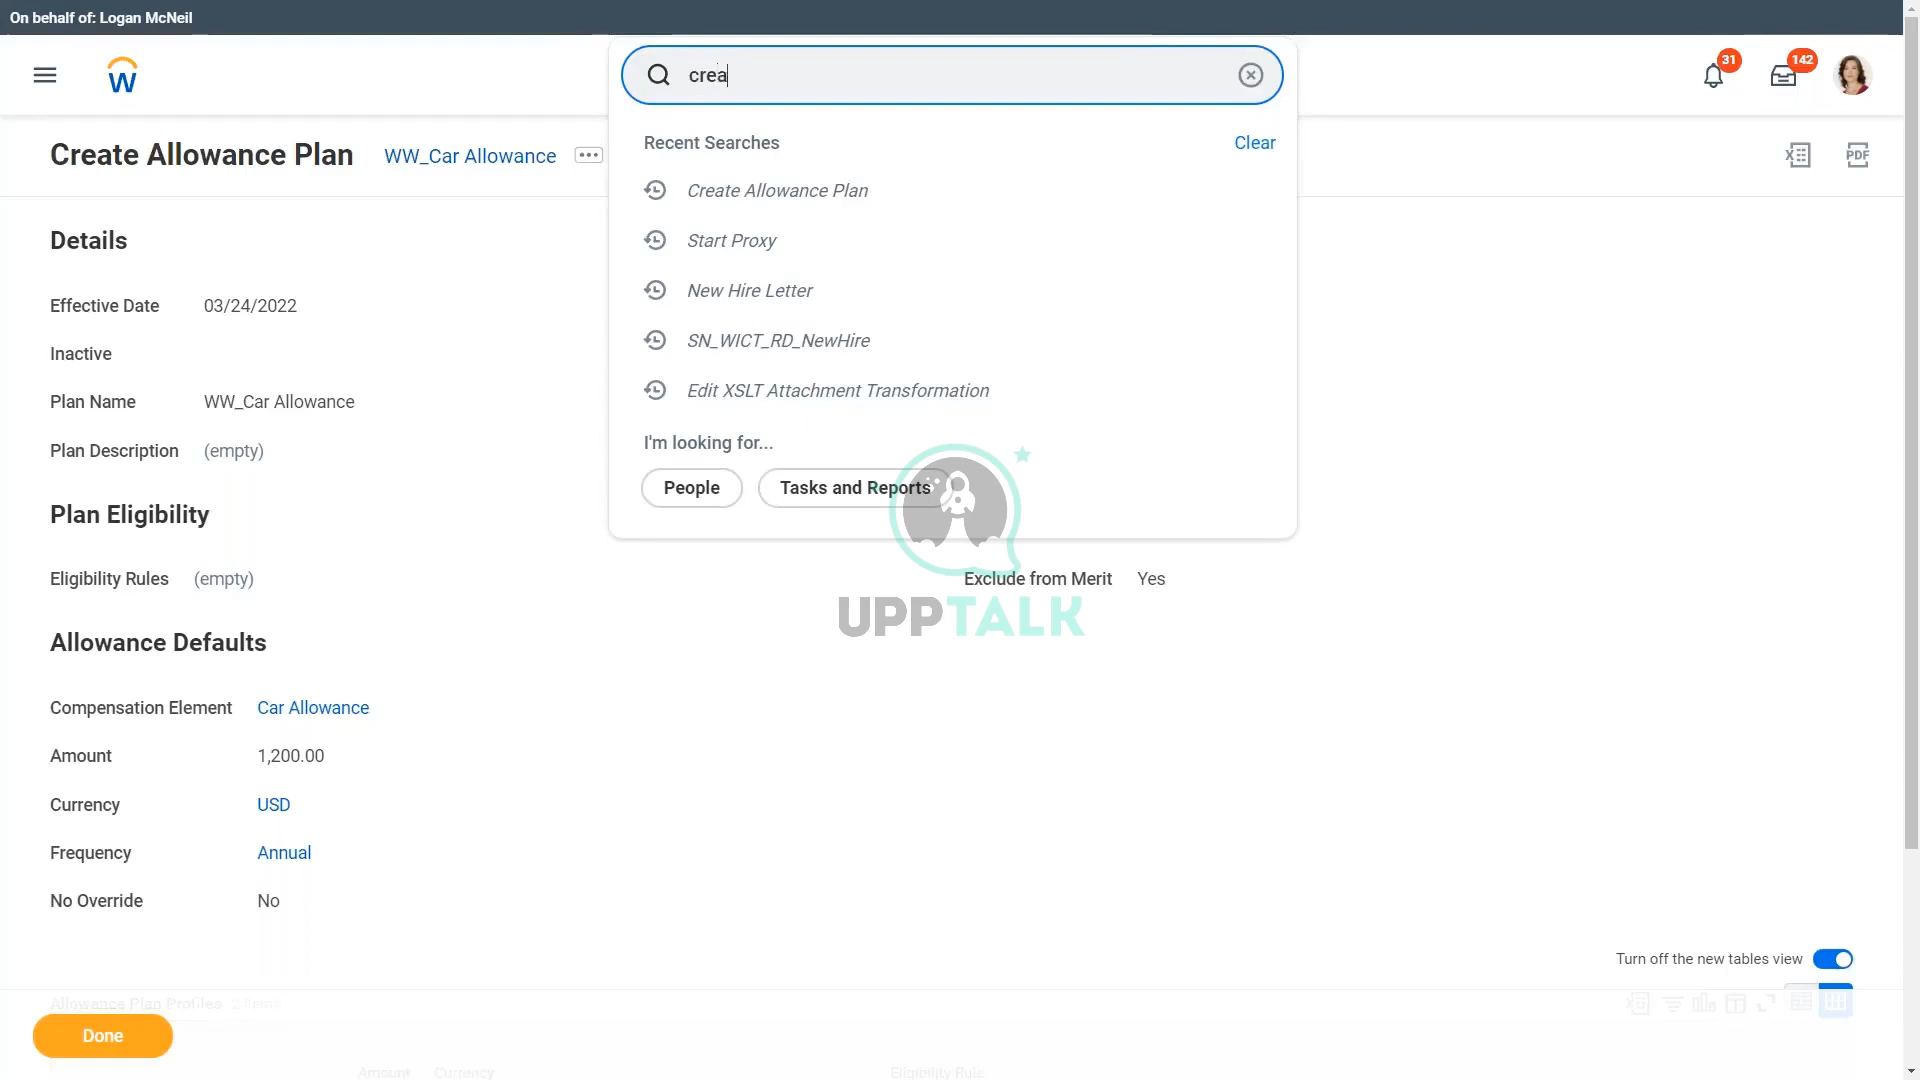 On behalf of: Logan McNeil
W
crea
31
142
Create Allowance Plan WW_Car Allowance
X
PDF
Recent Searches Clear
Create Allowance Plan
Start Proxy
New Hire Letter
SN_WICT_RD_NewHire
Edit XSLT Attachment Transformation
I'm looking for...
People Tasks and Reports
Details
Effective Date 03/24/2022
Inactive
Plan Name WW_Car Allowance
Plan Description (empty)
Plan Eligibility
Eligibility Rules (empty)
Exclude from Merit Yes
UPPTALK
Allowance Defaults
Compensation Element Car Allowance
Amount 1,200.00
Currency USD
Frequency Annual
No Override No
Turn off the new tables view
Allowance Plan Profiles 2 items
Done
Amount Currency Eligibility Rule